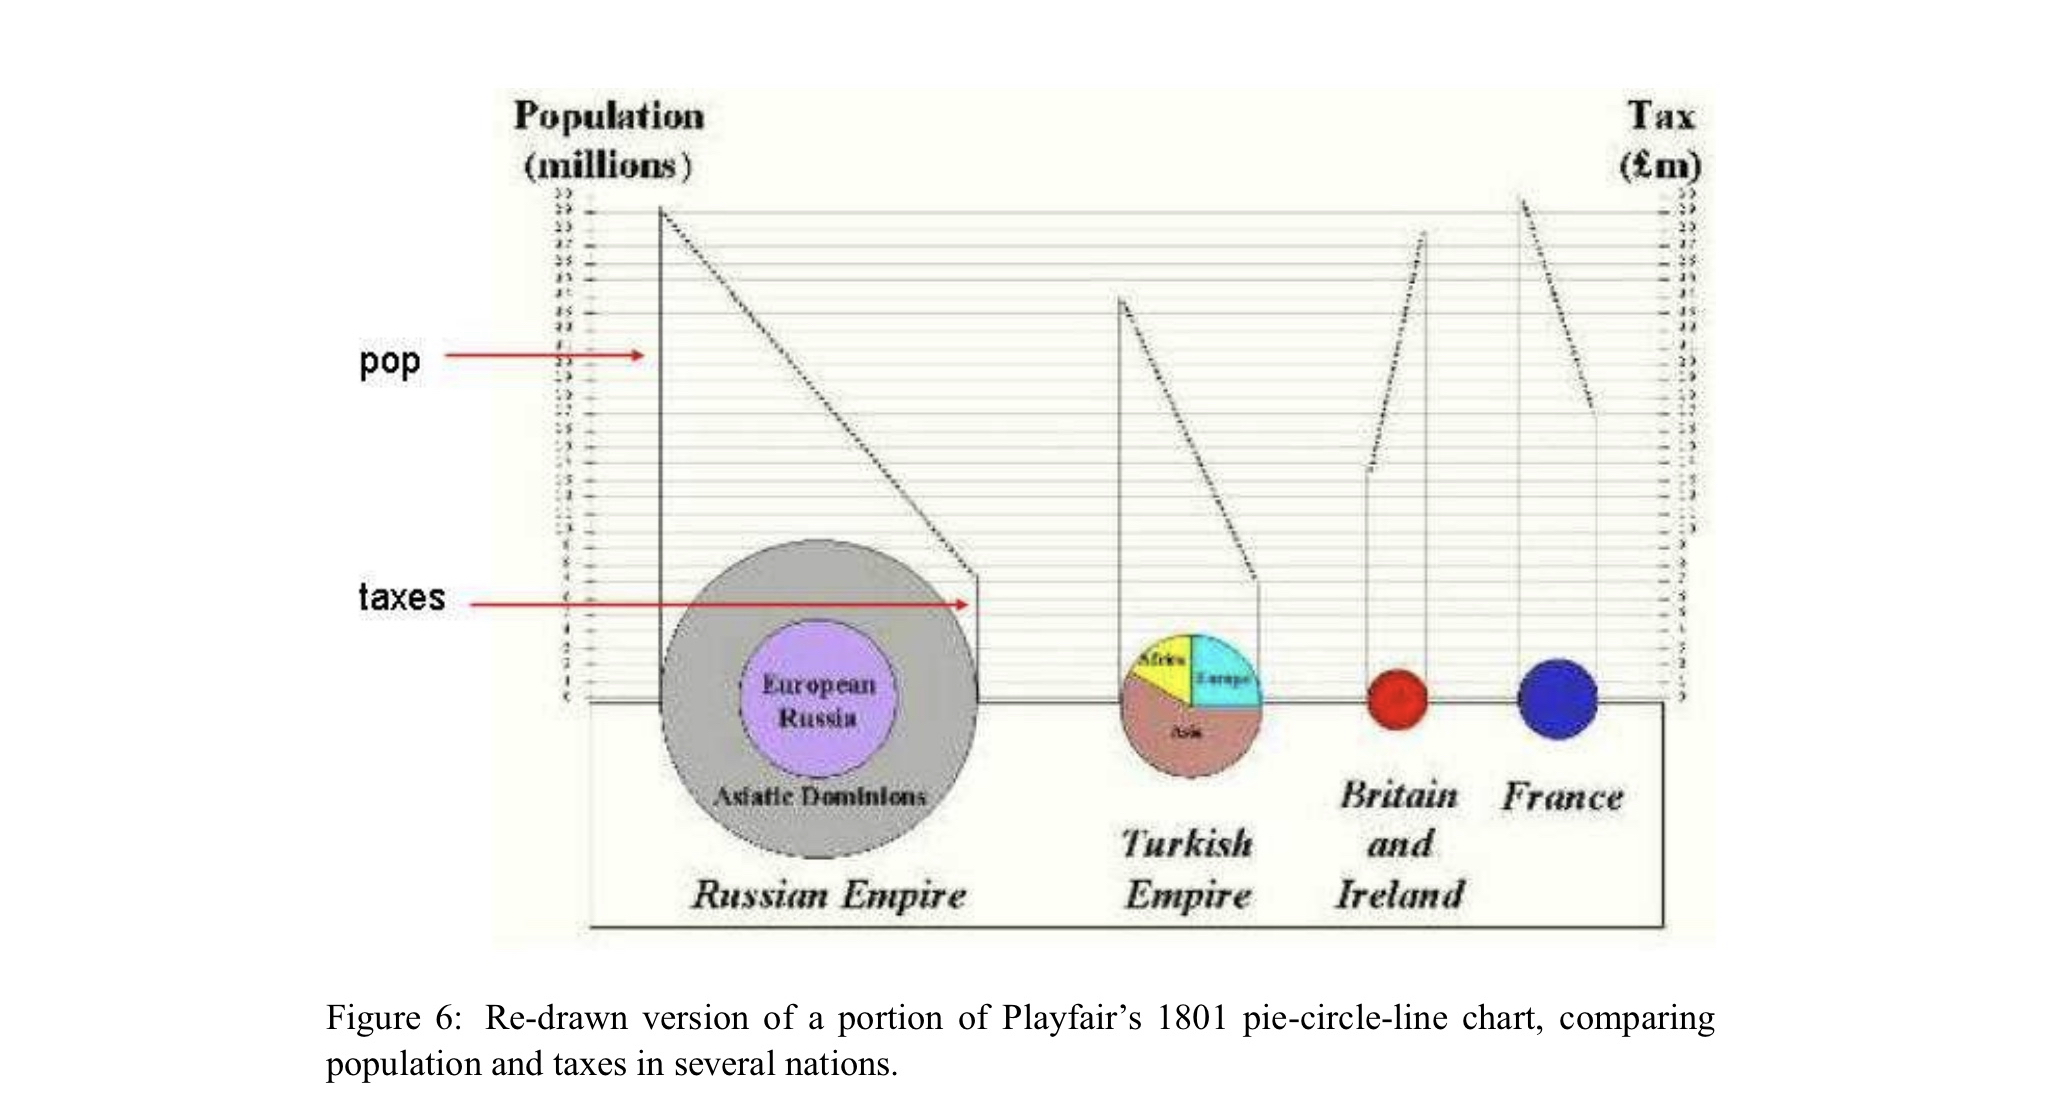 Population
(millions)
Tax
(£m)
pop
taxes
European
Russia
Asiatic Dominions
Africa
Europe
Asia
Russian Empire
Turkish
Empire
Britain
and
Ireland
France
Figure 6: Re-drawn version of a portion of Playfair’s 1801 pie-circle-line chart, comparing
population and taxes in several nations.